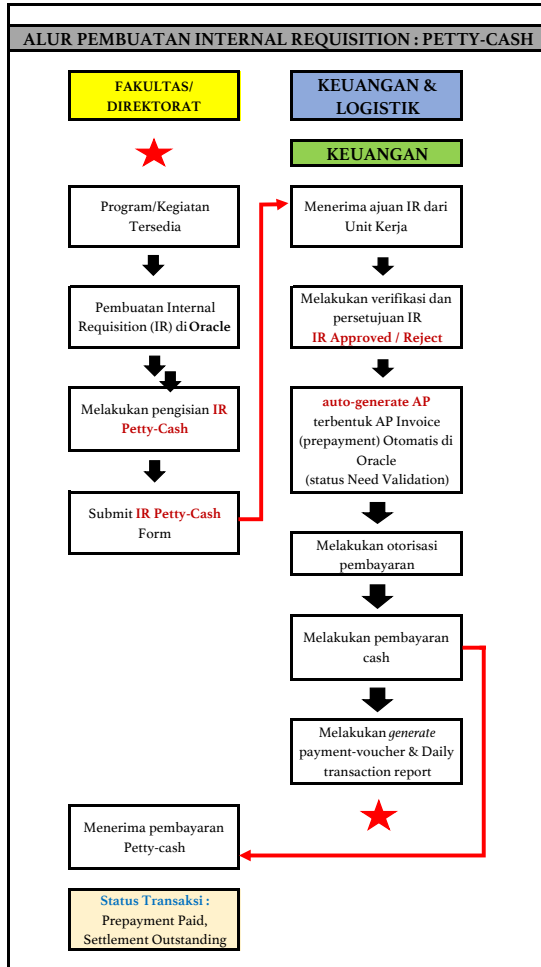 ALUR PEMBUATAN INTERNAL REQUISITION : PETTY-CASH
FAKULTAS/
DIREKTORAT
Program/Kegiatan
Tersedia
Pembuatan Internal
Requisition (IR) di Oracle
Melakukan pengisian IR
Petty-Cash
Submit IR Petty-Cash
Form
KEUANGAN &
LOGISTIK
KEUANGAN
Menerima ajuan IR dari
Unit Kerja
Melakukan verifikasi dan
persetujuan IR
IR Approved / Reject
auto-generate AP
terbentuk AP Invoice
(prepayment) Otomatis di
Oracle
(status Need Validation)
Melakukan otorisasi
pembayaran
Melakukan pembayaran
cash
Melakukan generate
payment-voucher & Daily
transaction report
Menerima pembayaran
Petty-cash
Status Transaksi :
Prepayment Paid,
Settlement Outstanding